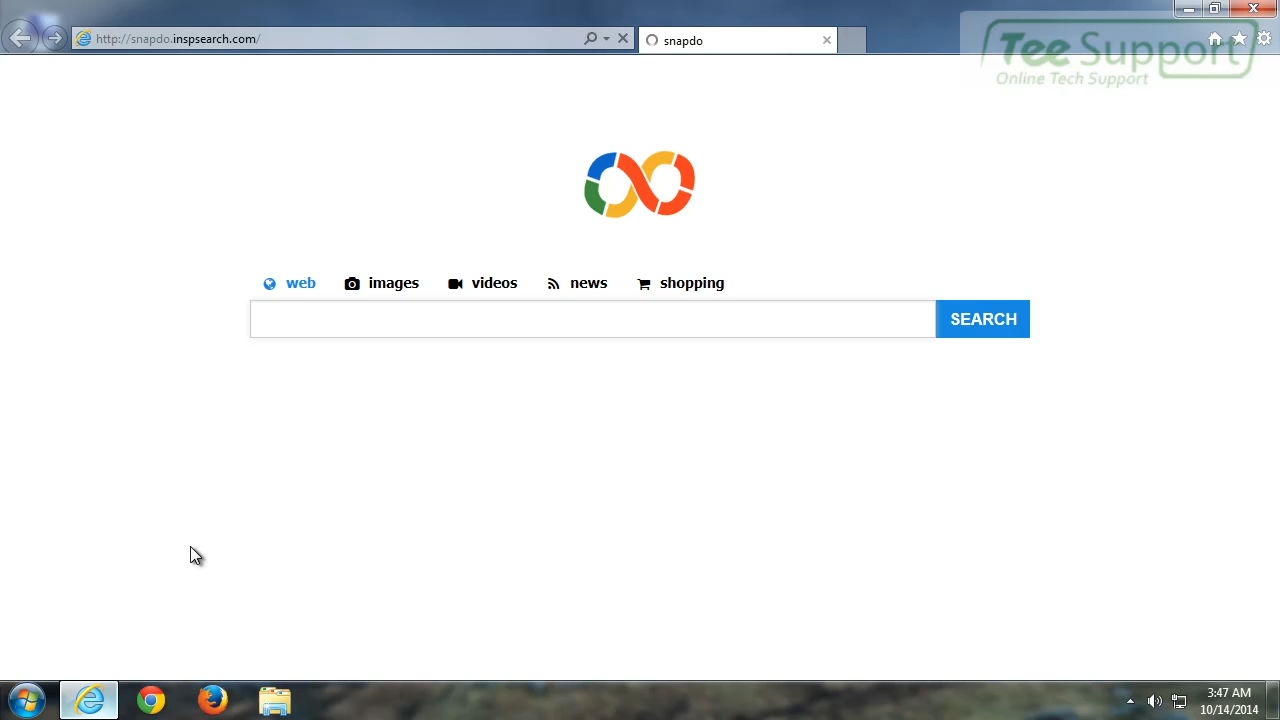 http://snapdo.inspsearch.com/
snapdo
Tee Support
Online Tech Support
web images videos news shopping
SEARCH
3:47 AM
10/14/2014